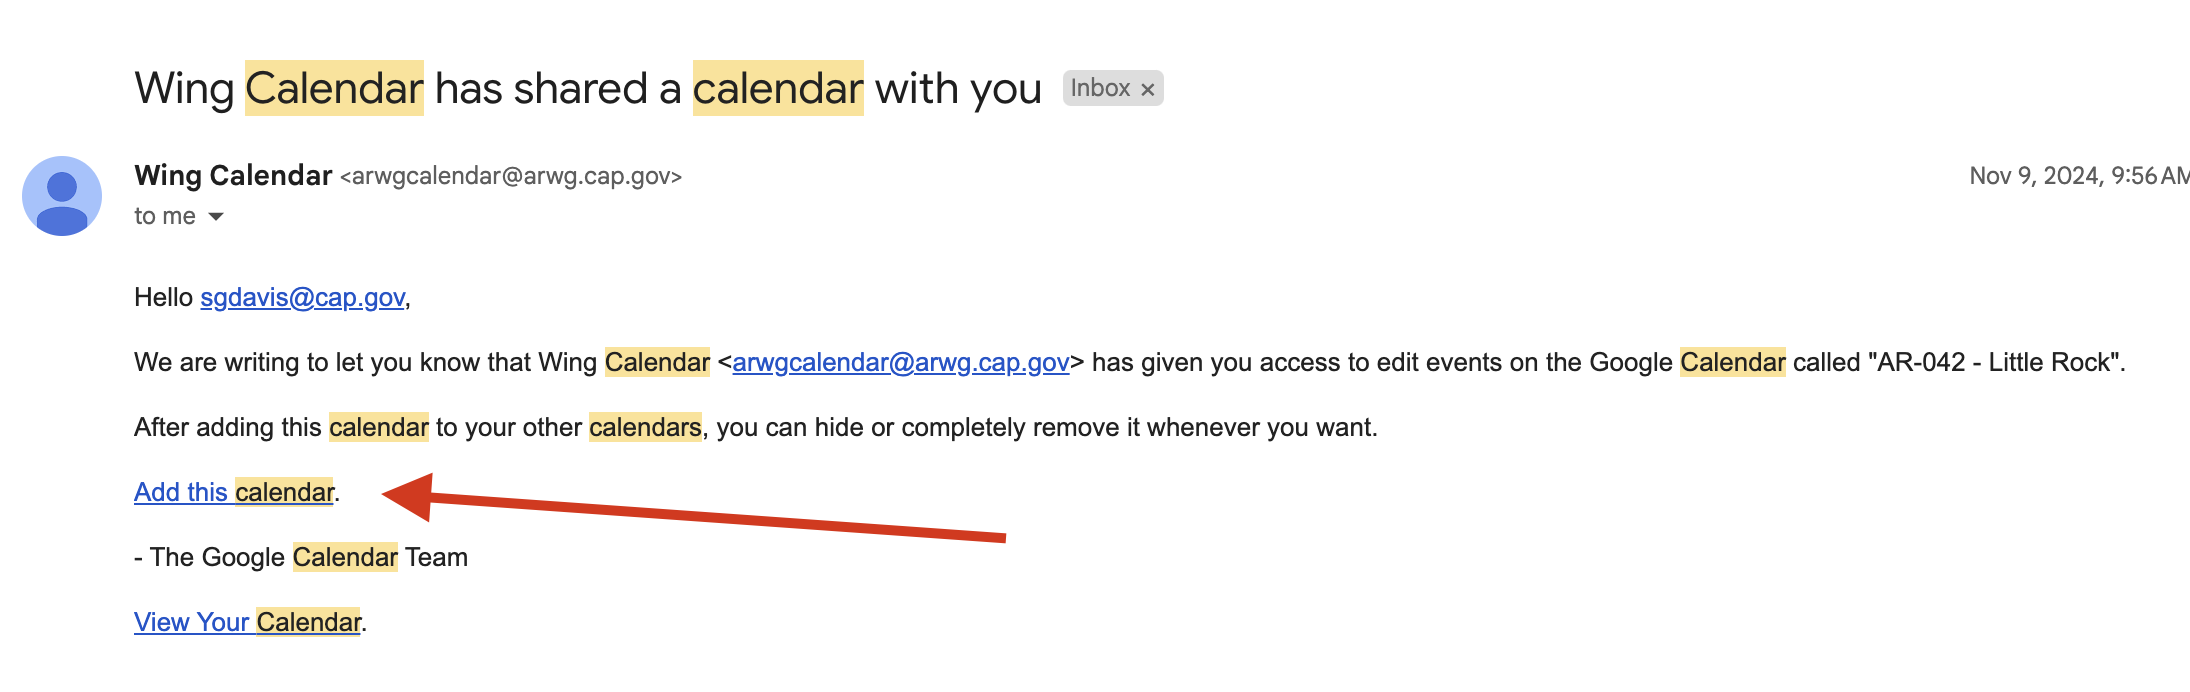 Wing Calendar has shared a calendar with you Inbox ×
Wing Calendar <arwgcalendar@arwg.cap.gov> Nov 9, 2024, 9:56 AM
to me
Hello sgdavis@cap.gov,
We are writing to let you know that Wing Calendar <arwgcalendar@arwg.cap.gov> has given you access to edit events on the Google Calendar called "AR-042 - Little Rock".
After adding this calendar to your other calendars, you can hide or completely remove it whenever you want.
Add this calendar.
- The Google Calendar Team
View Your Calendar.